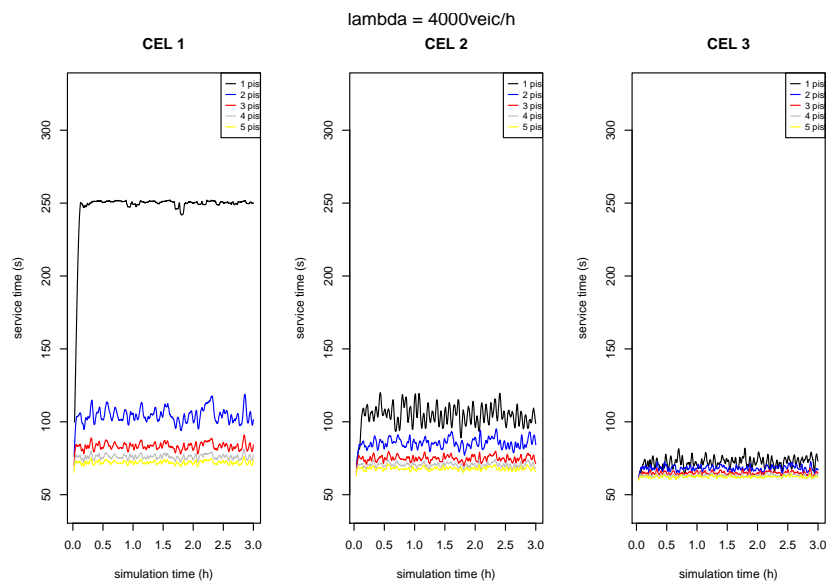 lambda = 4000veic/h
CEL 1
CEL 2
CEL 3
1 pis
2 pis
3 pis
4 pis
5 pis
1 pis
2 pis
3 pis
4 pis
5 pis
1 pis
2 pis
3 pis
4 pis
5 pis
service time (s)
300
250
200
150
100
50
service time (s)
300
250
200
150
100
50
service time (s)
300
250
200
150
100
50
0.0 0.5 1.0 1.5 2.0 2.5 3.0
0.0 0.5 1.0 1.5 2.0 2.5 3.0
0.0 0.5 1.0 1.5 2.0 2.5 3.0
simulation time (h)
simulation time (h)
simulation time (h)